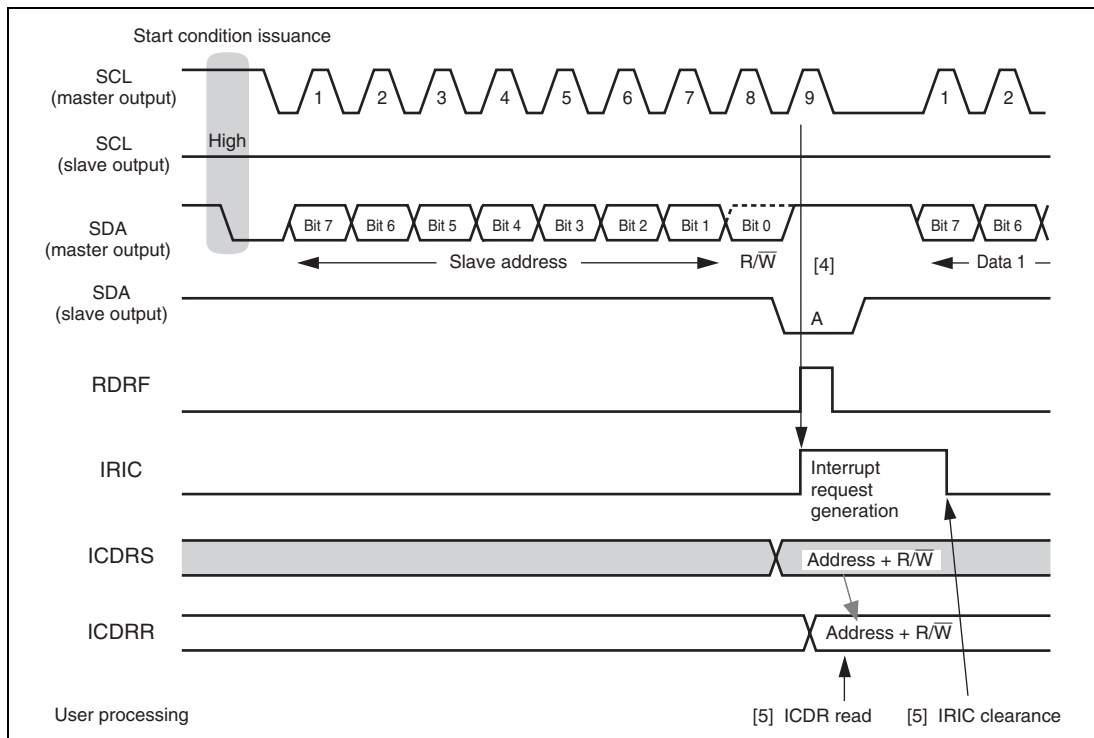 Start condition issuance
SCL
(master output)
1 2 3 4 5 6 7 8 9 1 2
High
SCL
(slave output)
SDA
(master output)
Bit 7 Bit 6 Bit 5 Bit 4 Bit 3 Bit 2 Bit 1 Bit 0 Bit 7 Bit 6
Slave address R/W̅ [4] Data 1
SDA
(slave output)
A
RDRF
IRIC
Interrupt
request
generation
ICDRS
Address + R/W̅
ICDRR
Address + R/W̅
User processing
[5] ICDR read
[5] IRIC clearance